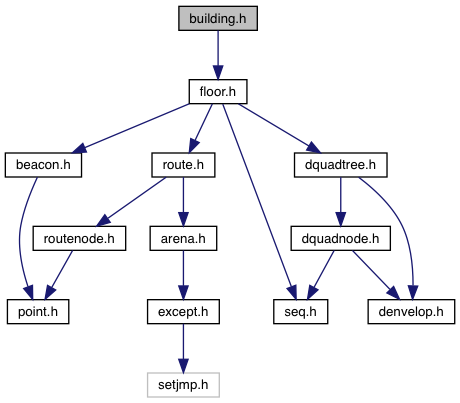 building.h
floor.h
beacon.h
route.h
dquadtree.h
routenode.h
arena.h
dquadnode.h
point.h
except.h
seq.h
denvelop.h
setjmp.h